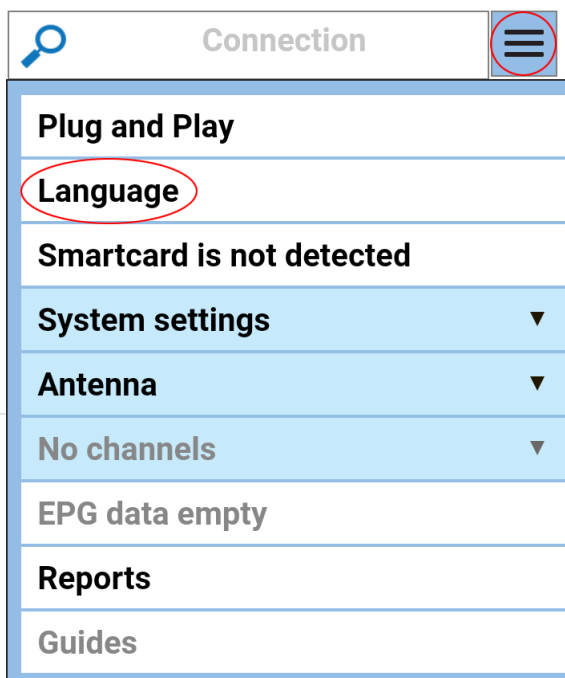 Connection
Plug and Play
Language
Smartcard is not detected
System settings
Antenna
No channels
EPG data empty
Reports
Guides